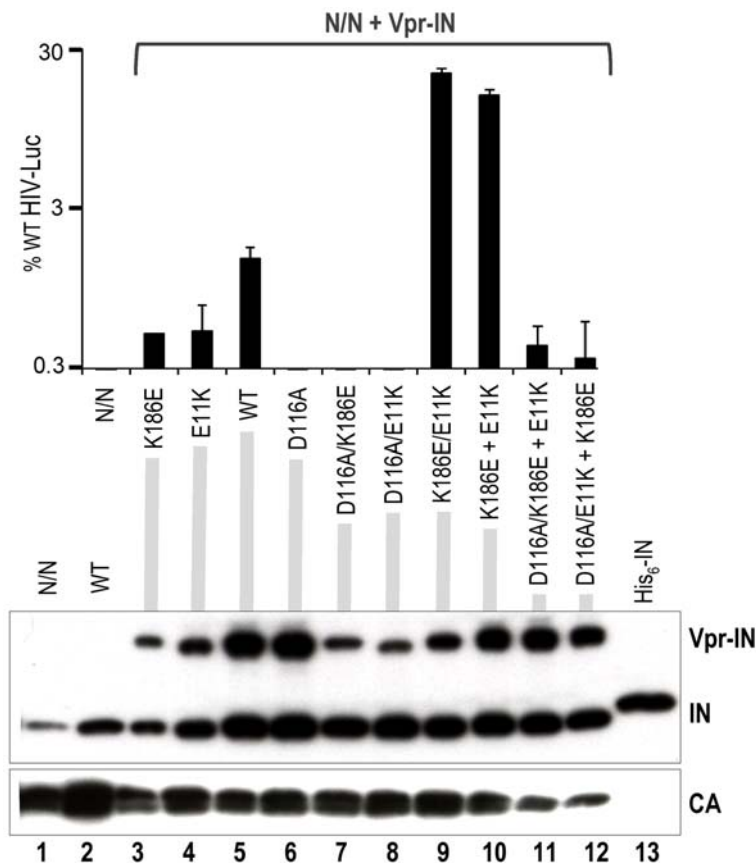 N/N + Vpr-IN
% WT HIV-Luc
30
3
0.3
N/N
K186E
E11K
WT
D116A
D116A/K186E
D116A/E11K
K186E/E11K
K186E + E11K
D116A/K186E + E11K
D116A/E11K + K186E
N/N
WT
His₆-IN
Vpr-IN
IN
CA
1 2 3 4 5 6 7 8 9 10 11 12 13